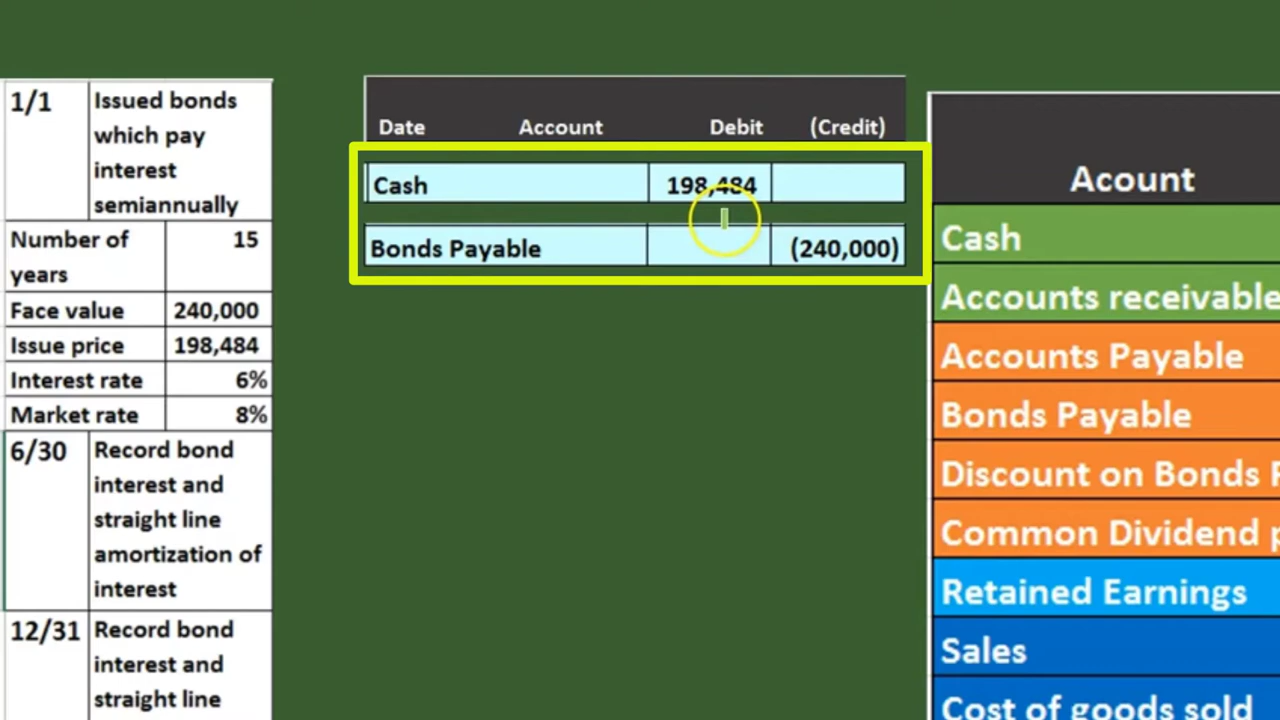 1/1 Issued bonds
which pay
interest
semiannually
Number of 15
years
Face value 240,000
Issue price 198,484
Interest rate 6%
Market rate 8%
6/30 Record bond
interest and
straight line
amortization of
interest
12/31 Record bond
interest and
straight line
Date Account Debit (Credit)
Cash 198,484
Bonds Payable (240,000)
Acount
Cash
Accounts receivable
Accounts Payable
Bonds Payable
Discount on Bonds
Common Dividend p
Retained Earnings
Sales
Cost of goods sold